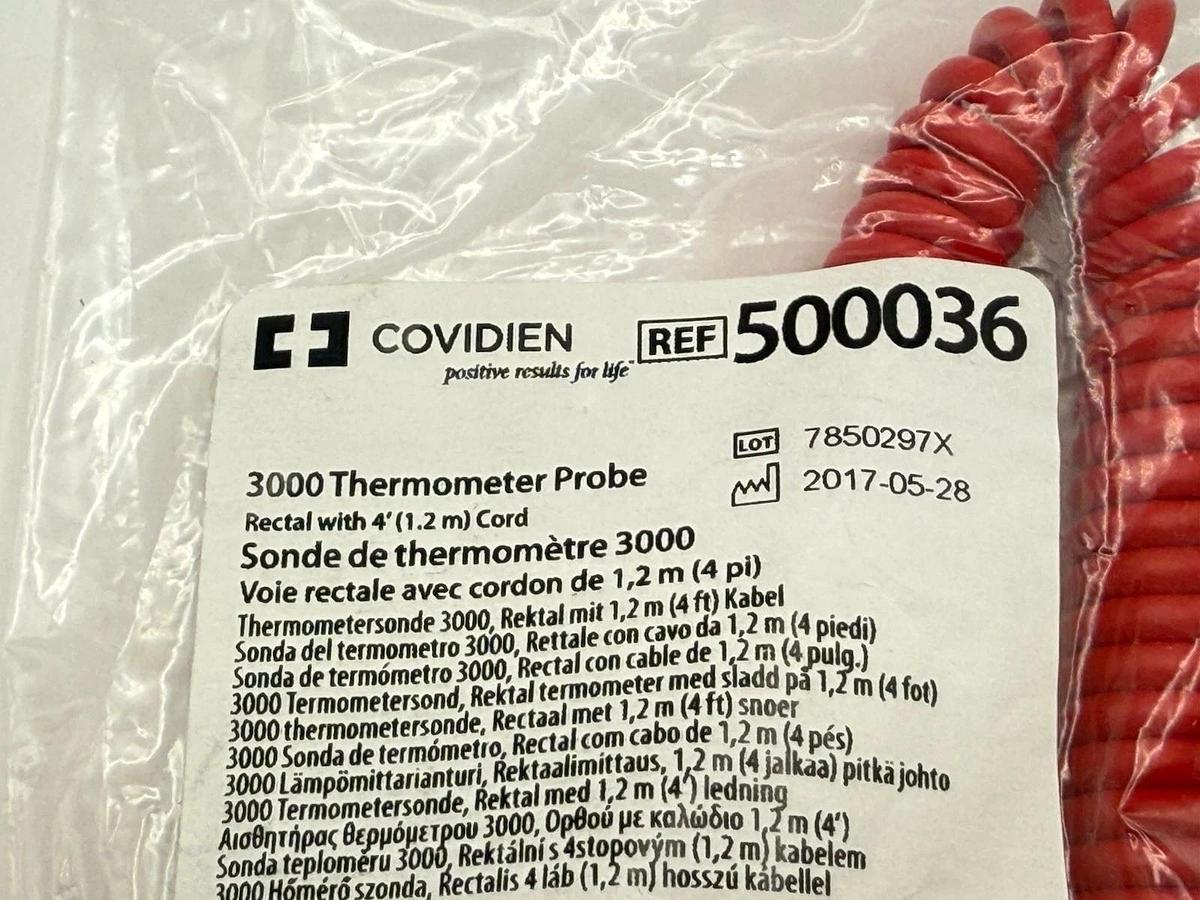 COVIDIEN
positive results for life™
REF 500036
LOT 7850297X
2017-05-28
3000 Thermometer Probe
Rectal with 4' (1.2 m) Cord
Sonde de thermomètre 3000
Voie rectale avec cordon de 1,2 m (4 pi)
Thermometersonde 3000, Rektal mit 1,2 m (4 ft) Kabel
Sonda del termometro 3000, Rettale con cavo da 1,2 m (4 piedi)
Sonda de termómetro 3000, Rectal con cable de 1,2 m (4 pulg.)
3000 Termometersond, Rektal termometer med sladd på 1,2 m (4 fot)
3000 thermometersonde, Rectaal met 1,2 m (4 ft) snoer
3000 Sonda de termómetro, Rectal com cabo de 1,2 m (4 pés)
3000 Lämpömittarianturi, Rektaalimittaus, 1,2 m (4 jalkaa) pitkä johto
3000 Termometersonde, Rektal med 1,2 m (4') ledning
Αισθητήρας θερμόμετρου 3000, Ορθού με καλώδιο 1,2 m (4')
Sonda teploměru 3000, Rektální s 4stopovým (1,2 m) kabelem
3000 Hőmérő szonda, Rectalis 4 láb (1,2 m) hosszú kábellel